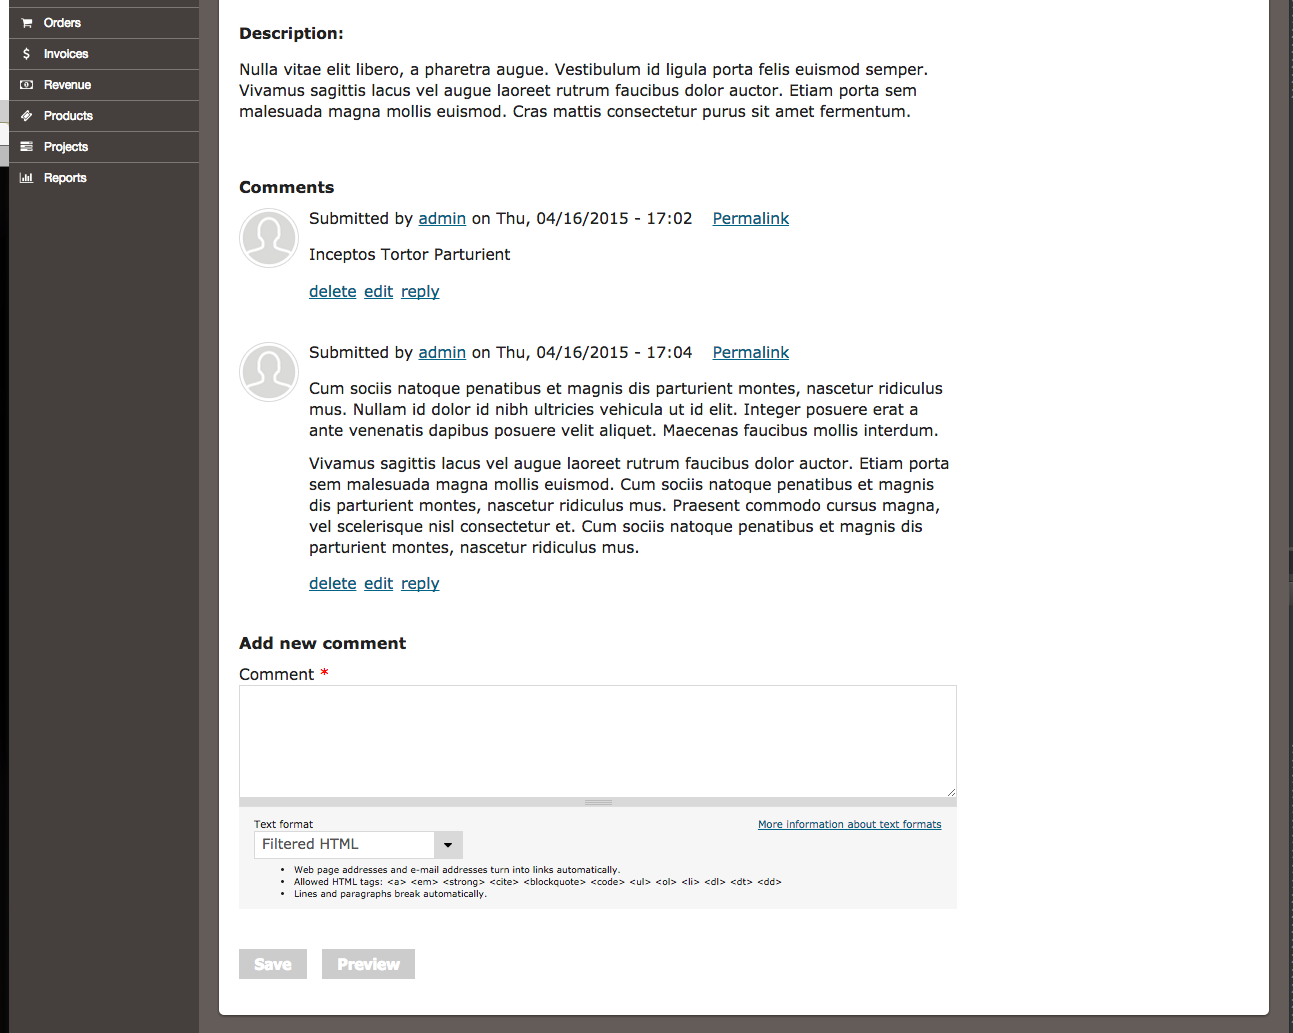 Orders
Invoices
Revenue
Products
Projects
Reports
Description:
Nulla vitae elit libero, a pharetra augue. Vestibulum id ligula porta felis euismod semper.
Vivamus sagittis lacus vel augue laoreet rutrum faucibus dolor auctor. Etiam porta sem
malesuada magna mollis euismod. Cras mattis consectetur purus sit amet fermentum.
Comments
Submitted by admin on Thu, 04/16/2015 - 17:02 Permalink
Inceptos Tortor Parturient
delete edit reply
Submitted by admin on Thu, 04/16/2015 - 17:04 Permalink
Cum sociis natoque penatibus et magnis dis parturient montes, nascetur ridiculus
mus. Nullam id dolor id nibh ultricies vehicula ut id elit. Integer posuere erat a
ante venenatis dapibus posuere velit aliquet. Maecenas faucibus mollis interdum.
Vivamus sagittis lacus vel augue laoreet rutrum faucibus dolor auctor. Etiam porta
sem malesuada magna mollis euismod. Cum sociis natoque penatibus et magnis
dis parturient montes, nascetur ridiculus mus. Praesent commodo cursus magna,
vel scelerisque nisl consectetur et. Cum sociis natoque penatibus et magnis dis
parturient montes, nascetur ridiculus mus.
delete edit reply
Add new comment
Comment *
Text format
More information about text formats
Filtered HTML
• Web page addresses and e-mail addresses turn into links automatically.
• Allowed HTML tags: <a> <em> <strong> <cite> <blockquote> <code> <ul> <ol> <li> <dl> <dt> <dd>
• Lines and paragraphs break automatically.
Save Preview